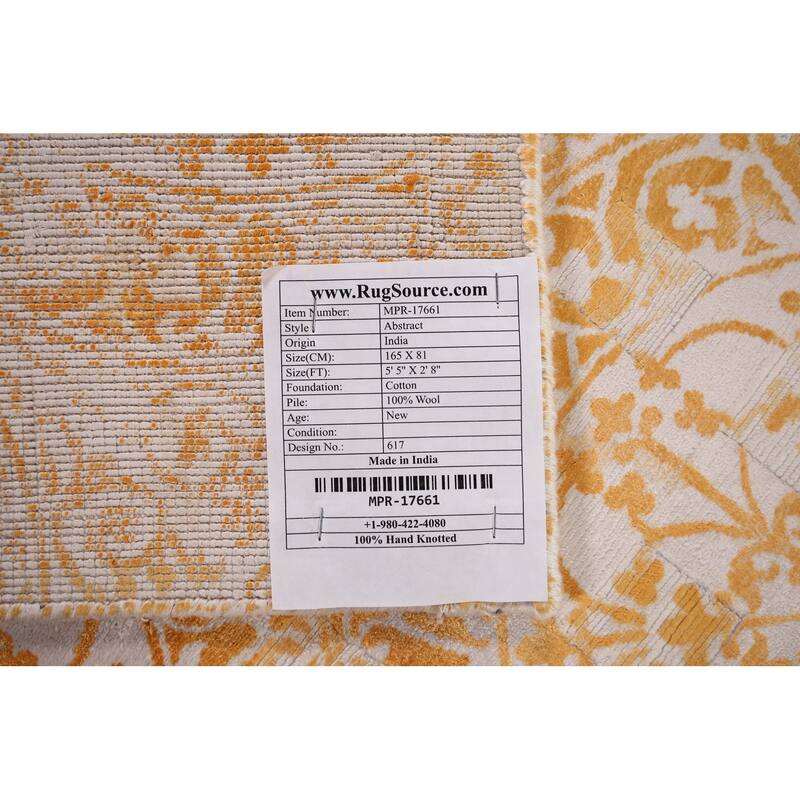 www.RugSource.com
Item Number: MPR-17661
Style Abstract
Origin India
Size(CM): 165 X 81
Size(FT): 5' 5" X 2' 8"
Foundation: Cotton
Pile: 100% Wool
Age: New
Condition:
Design No.: 617
Made in India
MPR-17661
+1-980-422-4080
100% Hand Knotted